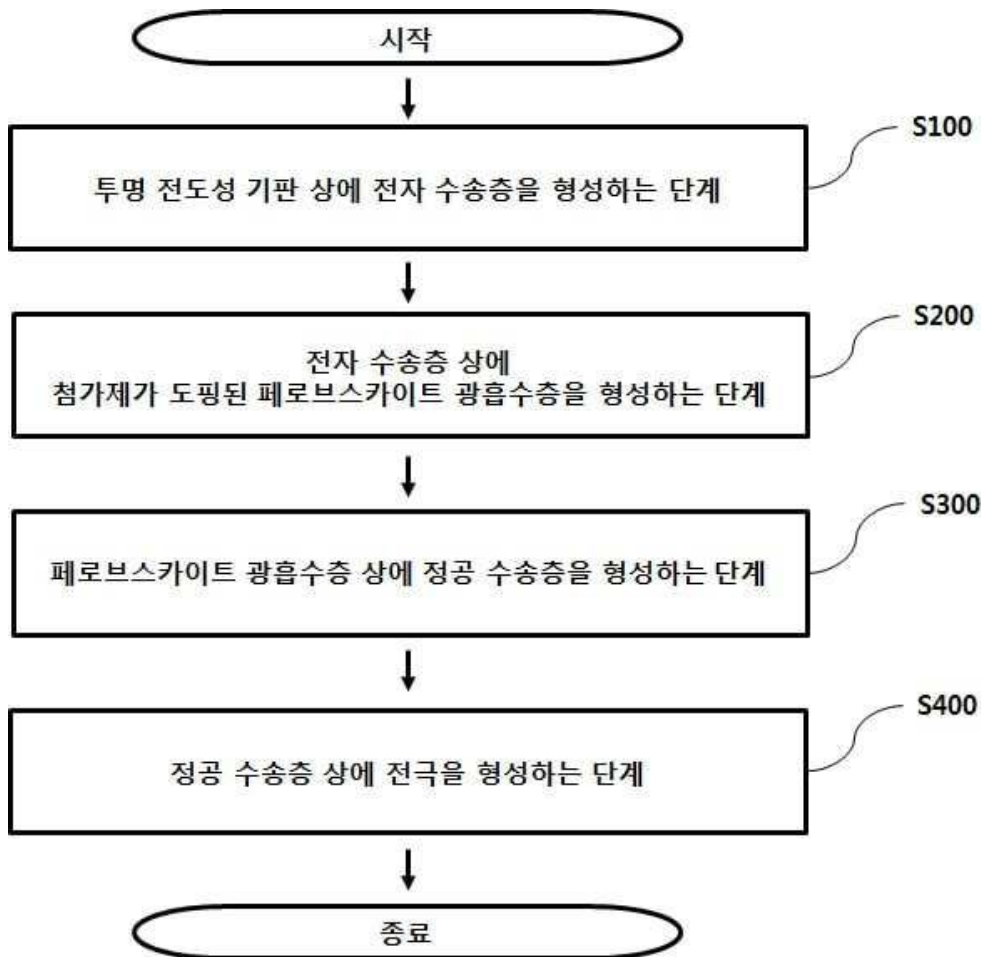 시작
S100
투명 전도성 기판 상에 전자 수송층을 형성하는 단계
S200
전자 수송층 상에
첨가제가 도핑된 페로브스카이트 광흡수층을 형성하는 단계
S300
페로브스카이트 광흡수층 상에 정공 수송층을 형성하는 단계
S400
정공 수송층 상에 전극을 형성하는 단계
종료